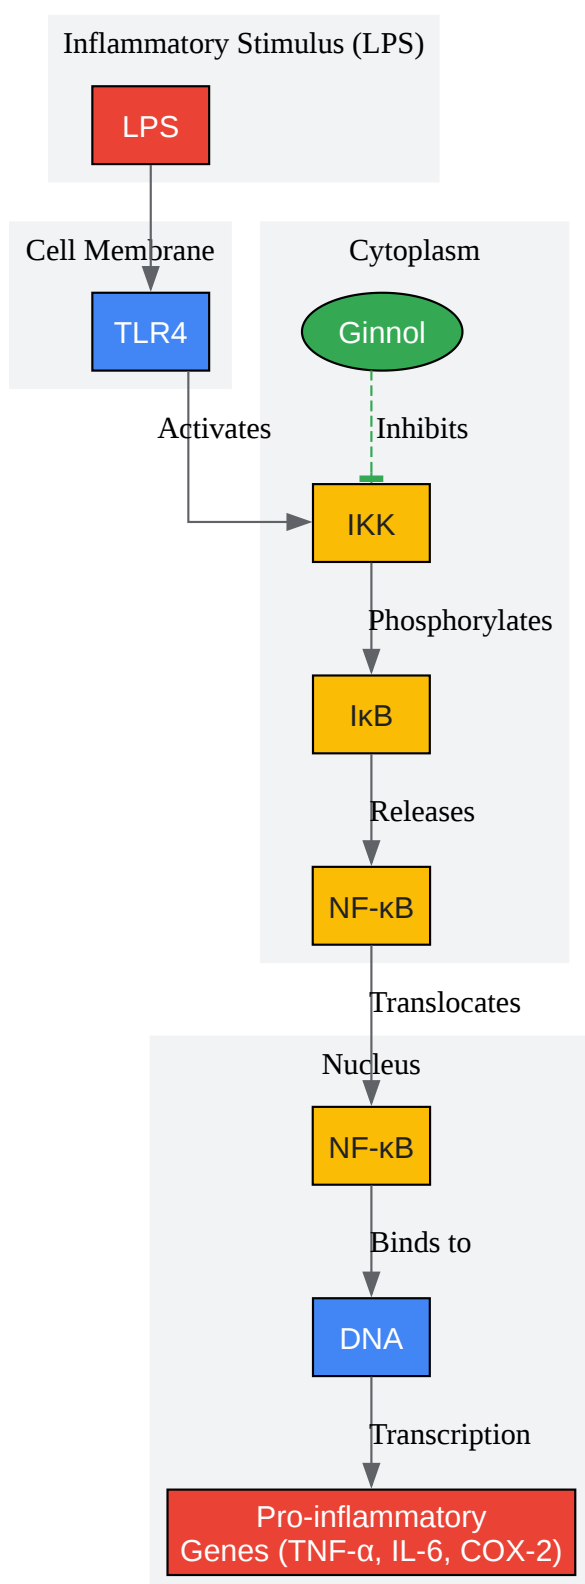 Inflammatory Stimulus (LPS)
LPS
Cell Membrane
Cytoplasm
TLR4
Ginnol
Activates
Inhibits
IKK
Phosphorylates
IκB
Releases
NF-κB
Translocates
Nucleus
NF-κB
Binds to
DNA
Transcription
Pro-inflammatory
Genes (TNF-α, IL-6, COX-2)